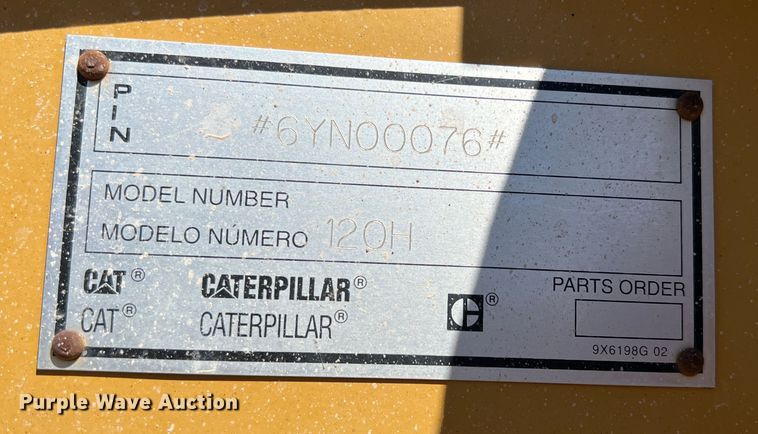 PIN
#6YN00076#
MODEL NUMBER
MODELO NÚMERO 120H
CAT® CATERPILLAR® ® PARTS ORDER
CAT® CATERPILLAR®
9X6198G 02
Purple Wave Auction